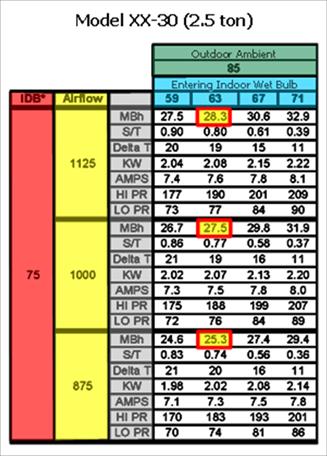 Model XX-30 (2.5 ton)
Outdoor Ambient
85
Entering Indoor Wet Bulb
IDB* Airflow 59 63 67 71
MBh 27.5 28.3 30.6 32.9
S/T 0.90 0.80 0.61 0.39
Delta T 20 19 15 11
1125 KW 2.04 2.08 2.15 2.22
AMPS 7.4 7.6 7.8 8.1
HI PR 177 190 201 209
LO PR 73 77 84 90
MBh 26.7 27.5 29.8 31.9
S/T 0.86 0.77 0.58 0.37
Delta T 21 19 16 11
75 1000 KW 2.02 2.07 2.13 2.20
AMPS 7.3 7.5 7.8 8.0
HI PR 175 188 199 207
LO PR 72 76 84 89
MBh 24.6 25.3 27.4 29.4
S/T 0.83 0.74 0.56 0.36
Delta T 21 20 16 11
875 KW 1.98 2.02 2.08 2.14
AMPS 7.1 7.3 7.5 7.8
HI PR 170 183 193 201
LO PR 70 74 81 86